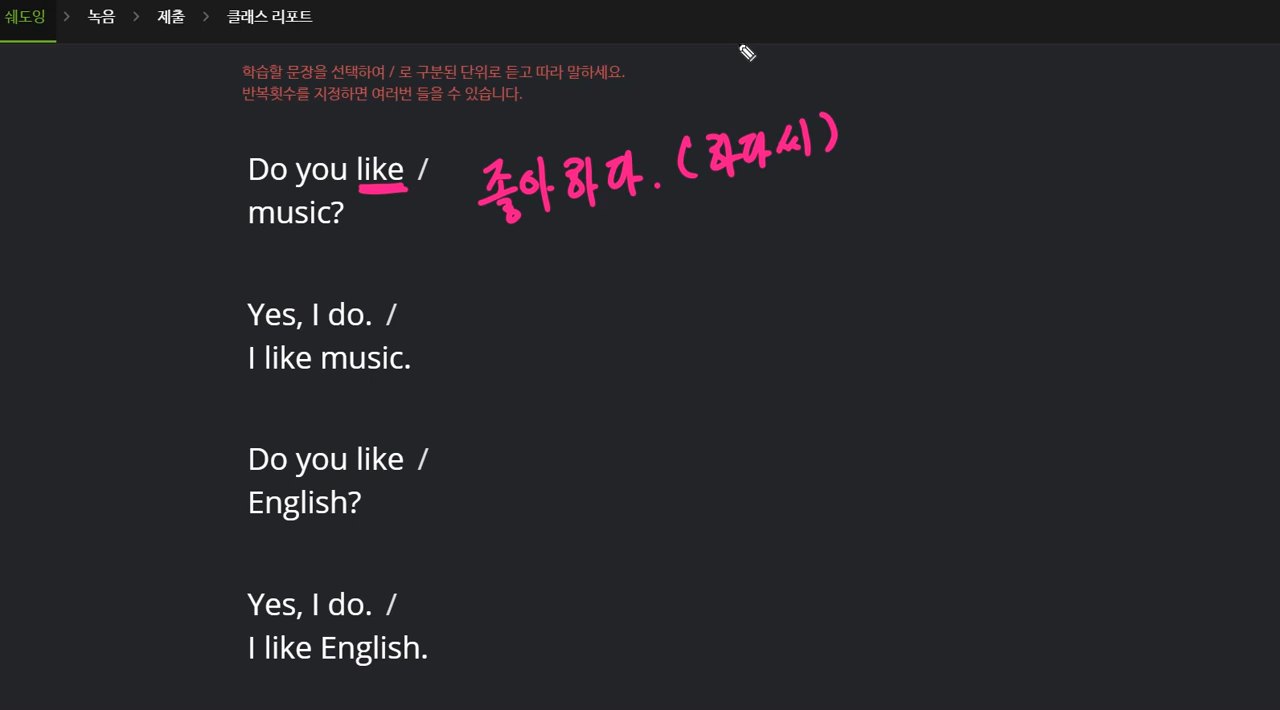 쉐도잉 > 녹음 > 제출 > 클래스 리포트
학습할 문장을 선택하여 / 로 구분된 단위로 듣고 따라 말하세요.
반복횟수를 지정하면 여러번 들을 수 있습니다.
Do you like /
music?
좋아하다. (하다씨)
Yes, I do. /
I like music.
Do you like /
English?
Yes, I do. /
I like English.